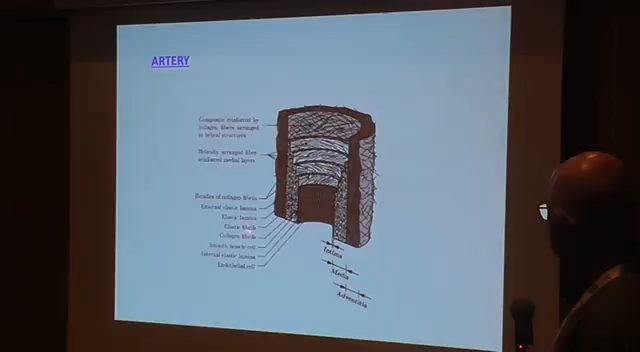 ARTERY
Composite reinforced by
collagen fibers arranged
in helical structures
Helically arranged fiber
reinforced medial layers
Bundles of collagen fibrils
External elastic lamina
Elastic lamina
Elastic fibrils
Collagen fibrils
Smooth muscle cell
Internal elastic lamina
Endothelial cell
Intima
Media
Adventitia